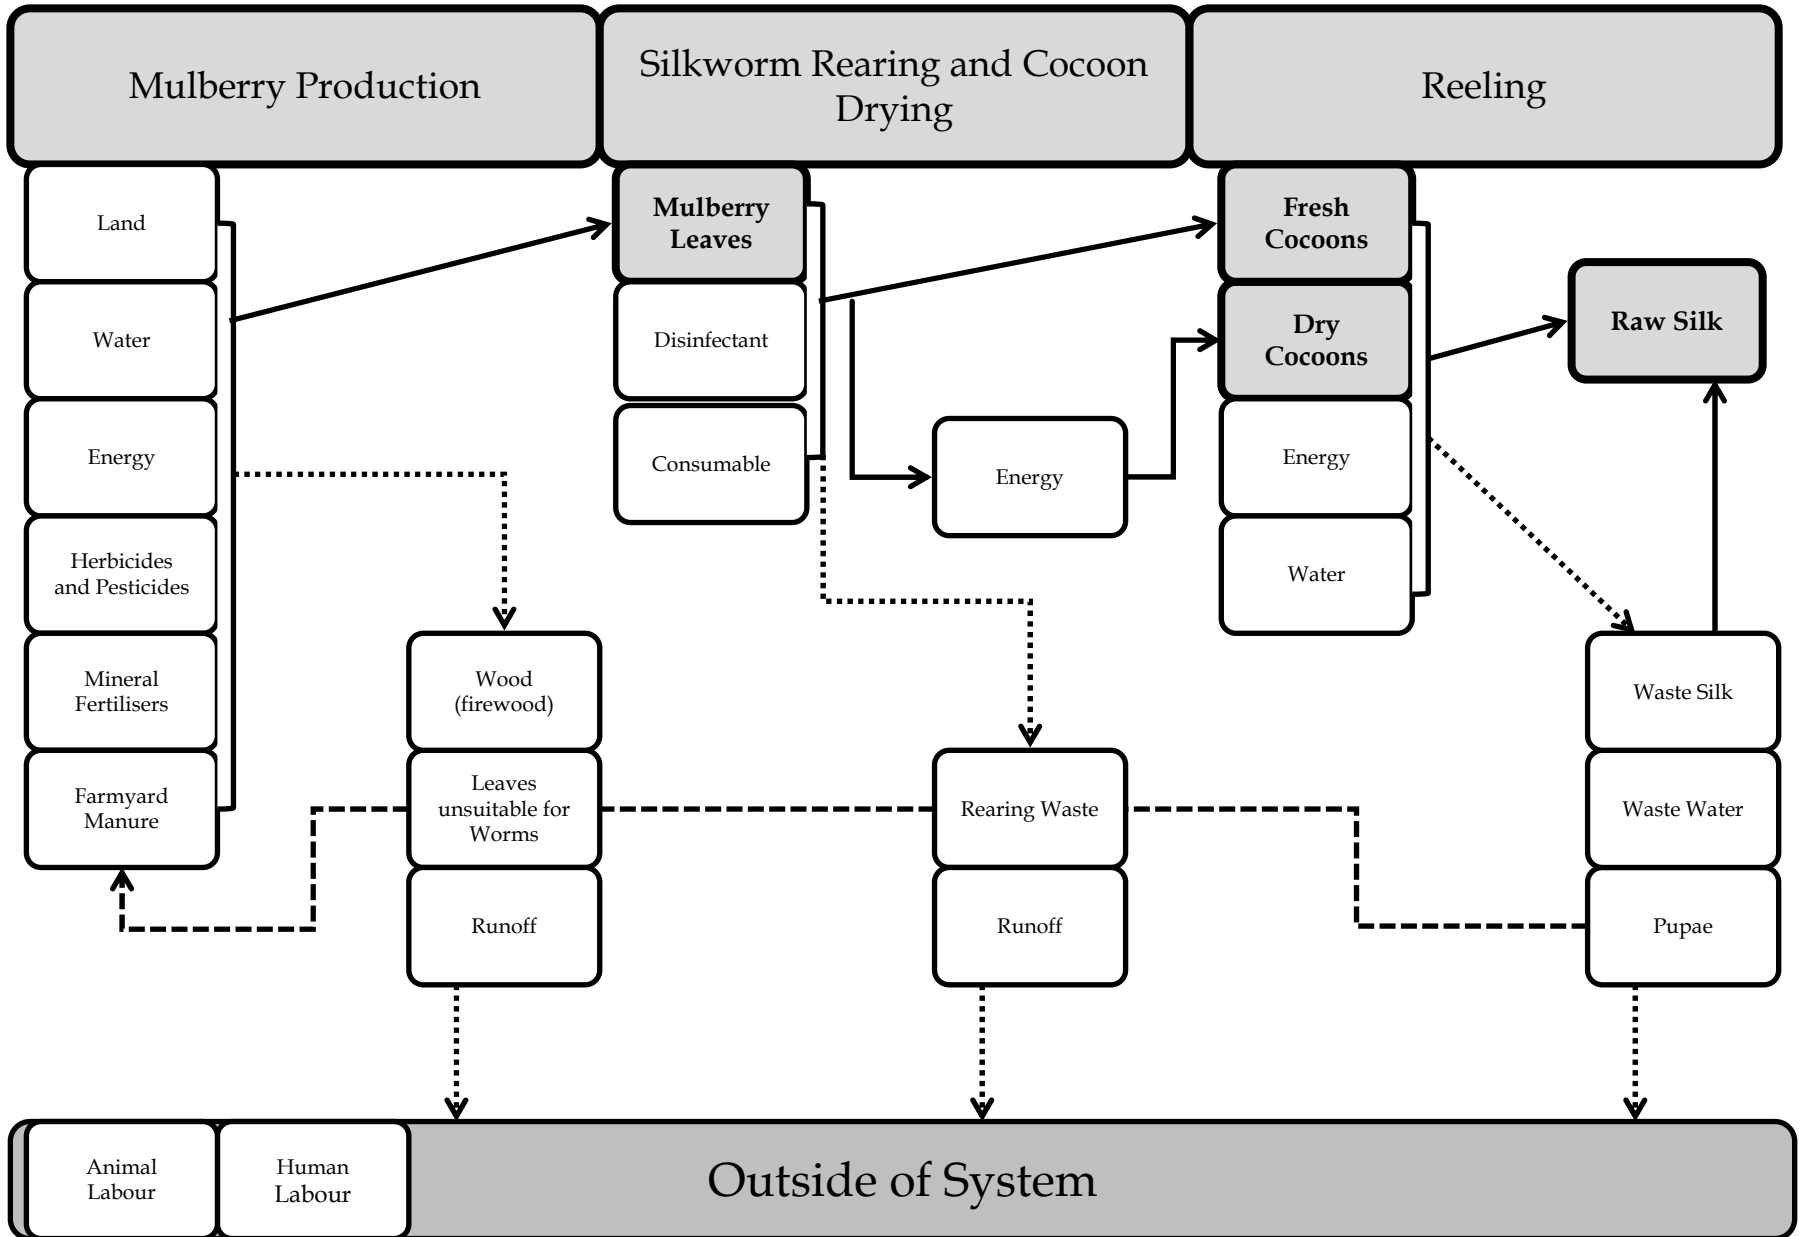 Mulberry Production
Silkworm Rearing and Cocoon
Drying
Reeling
Land
Water
Energy
Herbicides
and Pesticides
Mineral
Fertilisers
Farmyard
Manure
Mulberry
Leaves
Disinfectant
Consumable
Energy
Fresh
Cocoons
Dry
Cocoons
Energy
Water
Raw Silk
Wood
(firewood)
Leaves
unsuitable for
Worms
Runoff
Rearing Waste
Runoff
Waste Silk
Waste Water
Pupae
Animal
Labour
Human
Labour
Outside of System